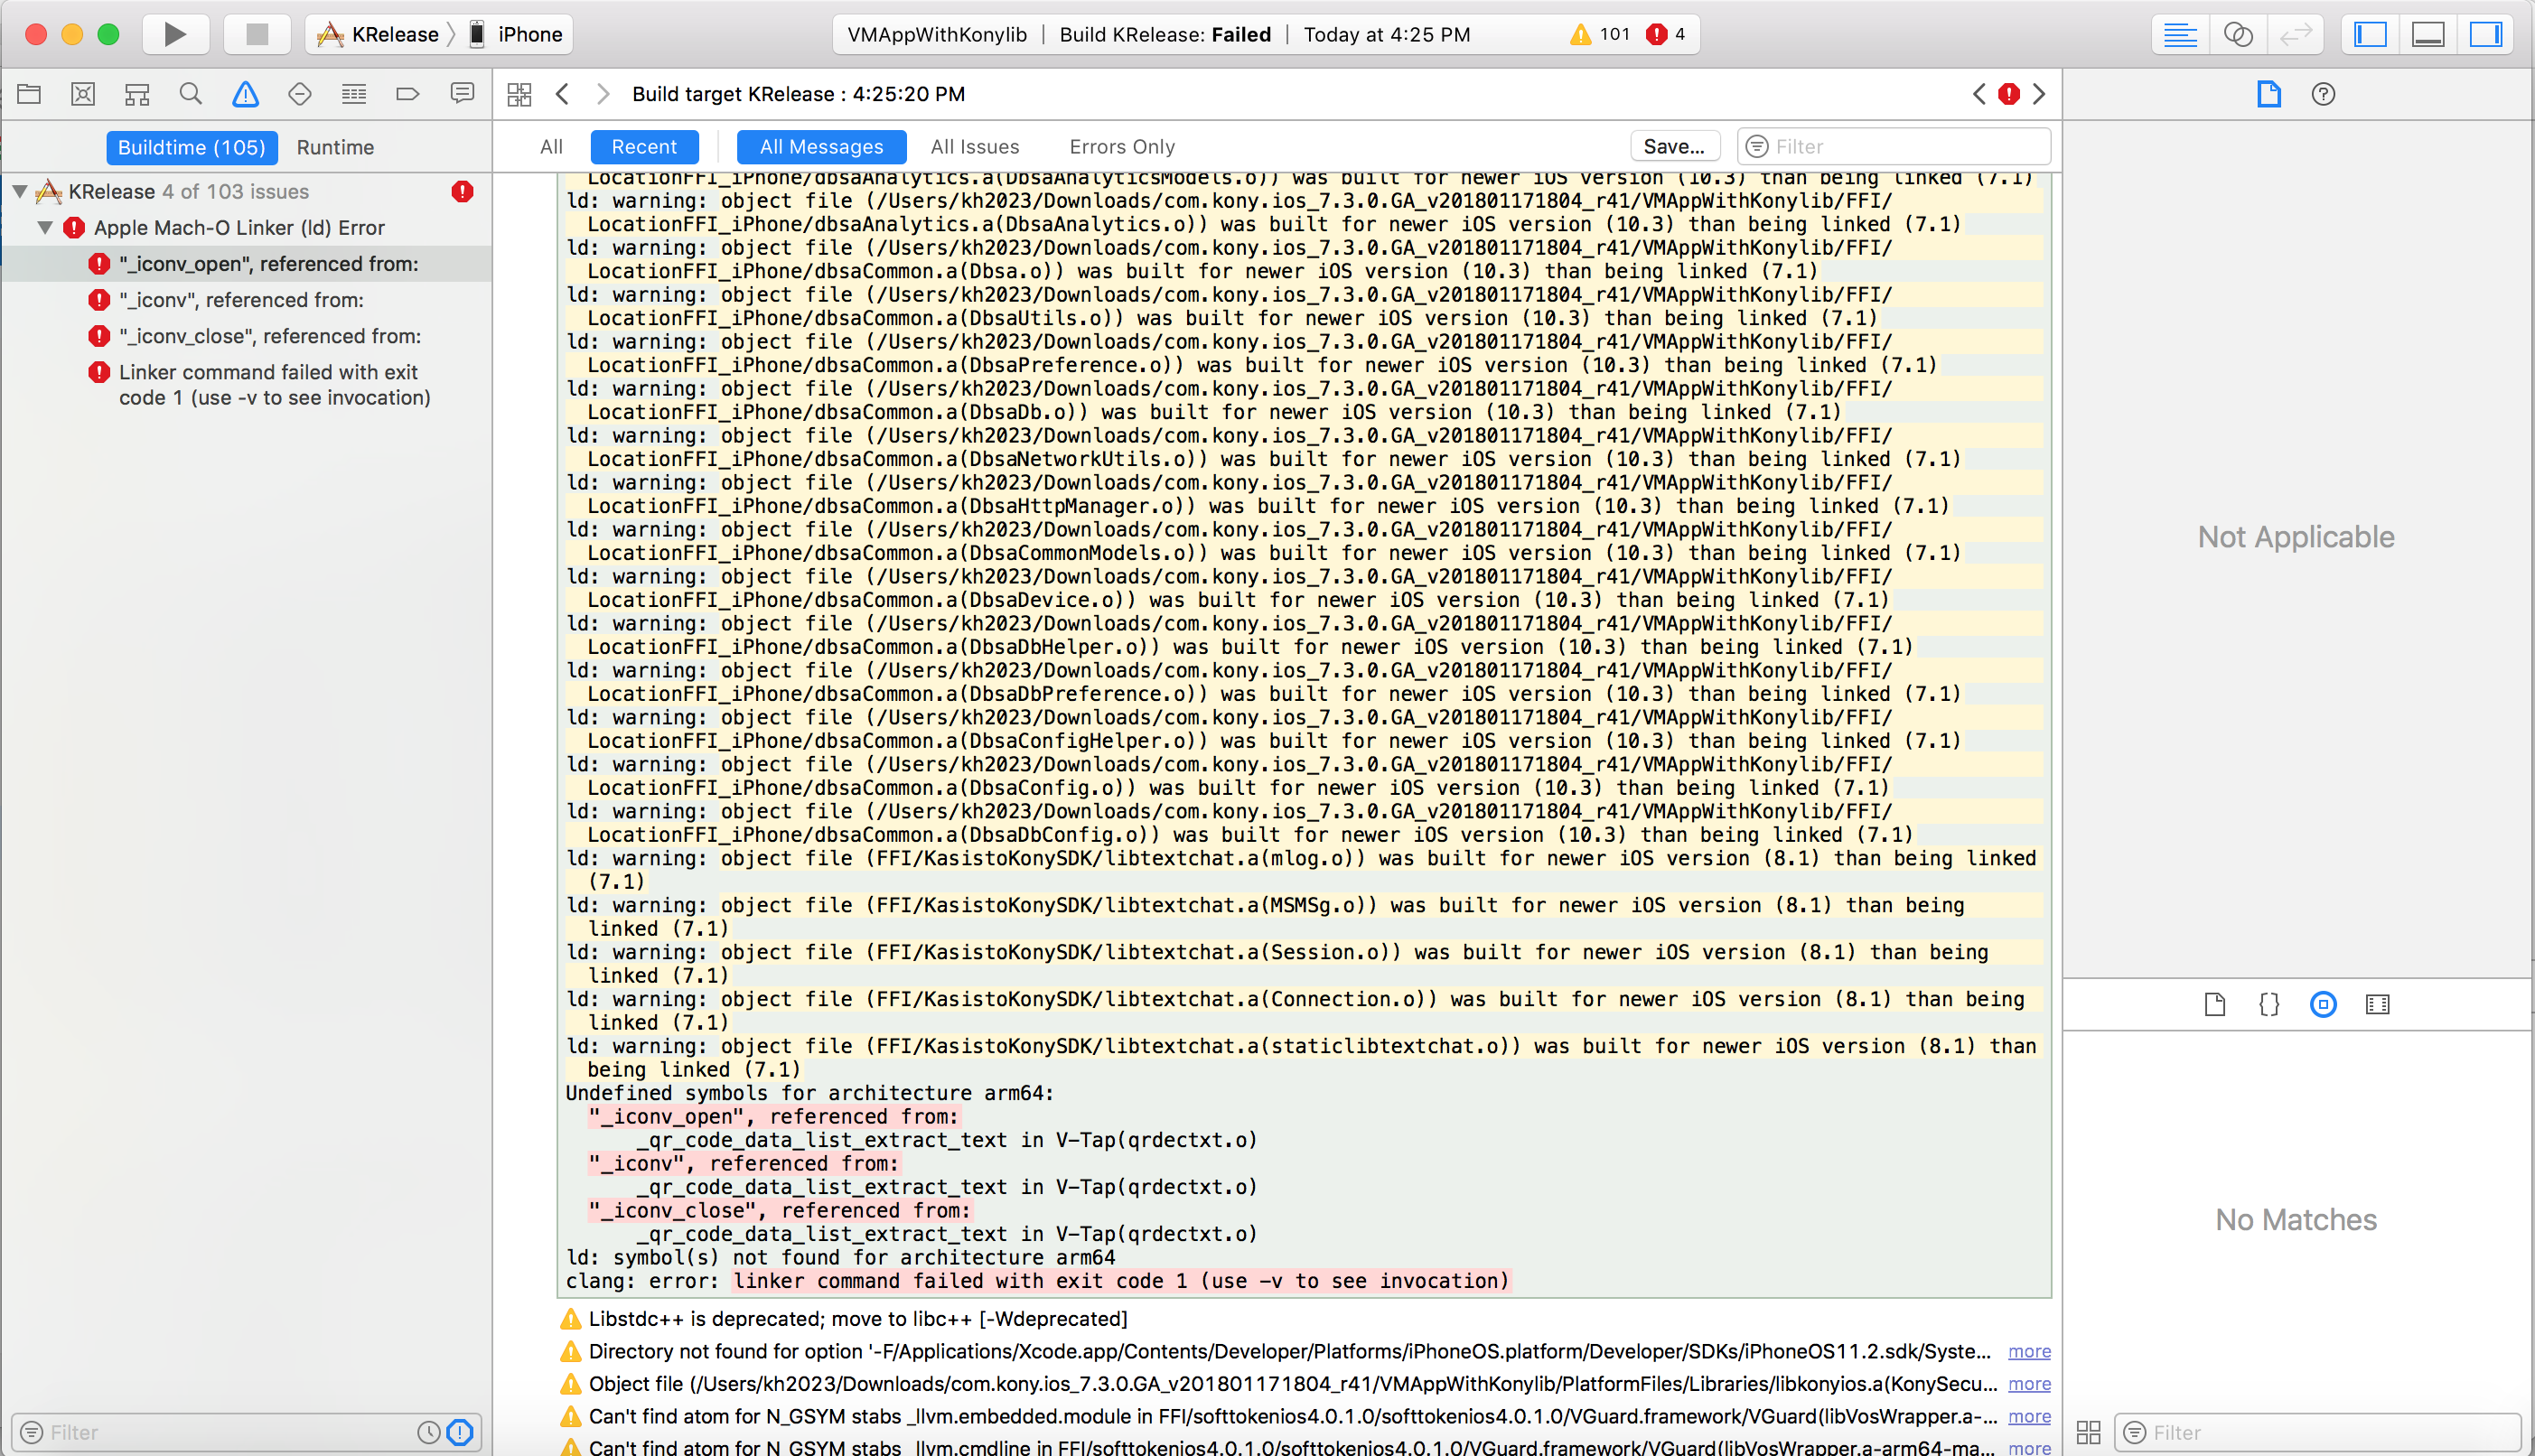 KRelease
iPhone
VMAppWithKonylib | Build KRelease: Failed | Today at 4:25 PM
101
4
Build target KRelease : 4:25:20 PM
Buildtime (105)
Runtime
All
Recent
All Messages
All Issues
Errors Only
Save...
Filter
KRelease 4 of 103 issues
Apple Mach-O Linker (ld) Error
"_iconv_open", referenced from:
"_iconv", referenced from:
"_iconv_close", referenced from:
Linker command failed with exit
code 1 (use -v to see invocation)
Filter
LocationFFI_iPhone/dbsaAnalytics.a(DbsaAnalyticsModels.o)) was built for newer iOS version (10.3) than being linked (7.1)
ld: warning: object file (/Users/kh2023/Downloads/com.kony.ios_7.3.0.GA_v201801171804_r41/VMAppWithKonylib/FFI/
LocationFFI_iPhone/dbsaAnalytics.a(DbsaAnalytics.o)) was built for newer iOS version (10.3) than being linked (7.1)
ld: warning: object file (/Users/kh2023/Downloads/com.kony.ios_7.3.0.GA_v201801171804_r41/VMAppWithKonylib/FFI/
LocationFFI_iPhone/dbsaCommon.a(Dbsa.o)) was built for newer iOS version (10.3) than being linked (7.1)
ld: warning: object file (/Users/kh2023/Downloads/com.kony.ios_7.3.0.GA_v201801171804_r41/VMAppWithKonylib/FFI/
LocationFFI_iPhone/dbsaCommon.a(DbsaUtils.o)) was built for newer iOS version (10.3) than being linked (7.1)
ld: warning: object file (/Users/kh2023/Downloads/com.kony.ios_7.3.0.GA_v201801171804_r41/VMAppWithKonylib/FFI/
LocationFFI_iPhone/dbsaCommon.a(DbsaPreference.o)) was built for newer iOS version (10.3) than being linked (7.1)
ld: warning: object file (/Users/kh2023/Downloads/com.kony.ios_7.3.0.GA_v201801171804_r41/VMAppWithKonylib/FFI/
LocationFFI_iPhone/dbsaCommon.a(DbsaDb.o)) was built for newer iOS version (10.3) than being linked (7.1)
ld: warning: object file (/Users/kh2023/Downloads/com.kony.ios_7.3.0.GA_v201801171804_r41/VMAppWithKonylib/FFI/
LocationFFI_iPhone/dbsaCommon.a(DbsaNetworkUtils.o)) was built for newer iOS version (10.3) than being linked (7.1)
ld: warning: object file (/Users/kh2023/Downloads/com.kony.ios_7.3.0.GA_v201801171804_r41/VMAppWithKonylib/FFI/
LocationFFI_iPhone/dbsaCommon.a(DbsaHttpManager.o)) was built for newer iOS version (10.3) than being linked (7.1)
ld: warning: object file (/Users/kh2023/Downloads/com.kony.ios_7.3.0.GA_v201801171804_r41/VMAppWithKonylib/FFI/
LocationFFI_iPhone/dbsaCommon.a(DbsaCommonModels.o)) was built for newer iOS version (10.3) than being linked (7.1)
ld: warning: object file (/Users/kh2023/Downloads/com.kony.ios_7.3.0.GA_v201801171804_r41/VMAppWithKonylib/FFI/
LocationFFI_iPhone/dbsaCommon.a(DbsaDevice.o)) was built for newer iOS version (10.3) than being linked (7.1)
ld: warning: object file (/Users/kh2023/Downloads/com.kony.ios_7.3.0.GA_v201801171804_r41/VMAppWithKonylib/FFI/
LocationFFI_iPhone/dbsaCommon.a(DbsaDbHelper.o)) was built for newer iOS version (10.3) than being linked (7.1)
ld: warning: object file (/Users/kh2023/Downloads/com.kony.ios_7.3.0.GA_v201801171804_r41/VMAppWithKonylib/FFI/
LocationFFI_iPhone/dbsaCommon.a(DbsaDbPreference.o)) was built for newer iOS version (10.3) than being linked (7.1)
ld: warning: object file (/Users/kh2023/Downloads/com.kony.ios_7.3.0.GA_v201801171804_r41/VMAppWithKonylib/FFI/
LocationFFI_iPhone/dbsaCommon.a(DbsaConfigHelper.o)) was built for newer iOS version (10.3) than being linked (7.1)
ld: warning: object file (/Users/kh2023/Downloads/com.kony.ios_7.3.0.GA_v201801171804_r41/VMAppWithKonylib/FFI/
LocationFFI_iPhone/dbsaCommon.a(DbsaConfig.o)) was built for newer iOS version (10.3) than being linked (7.1)
ld: warning: object file (/Users/kh2023/Downloads/com.kony.ios_7.3.0.GA_v201801171804_r41/VMAppWithKonylib/FFI/
LocationFFI_iPhone/dbsaCommon.a(DbsaDbConfig.o)) was built for newer iOS version (10.3) than being linked (7.1)
ld: warning: object file (FFI/KasistoKonySDK/libtextchat.a(mlog.o)) was built for newer iOS version (8.1) than being linked
(7.1)
ld: warning: object file (FFI/KasistoKonySDK/libtextchat.a(MSMSg.o)) was built for newer iOS version (8.1) than being
linked (7.1)
ld: warning: object file (FFI/KasistoKonySDK/libtextchat.a(Session.o)) was built for newer iOS version (8.1) than being
linked (7.1)
ld: warning: object file (FFI/KasistoKonySDK/libtextchat.a(Connection.o)) was built for newer iOS version (8.1) than being
linked (7.1)
ld: warning: object file (FFI/KasistoKonySDK/libtextchat.a(staticlibtextchat.o)) was built for newer iOS version (8.1) than
being linked (7.1)
Undefined symbols for architecture arm64:
"_iconv_open", referenced from:
_qr_code_data_list_extract_text in V-Tap(qrdectxt.o)
"_iconv", referenced from:
_qr_code_data_list_extract_text in V-Tap(qrdectxt.o)
"_iconv_close", referenced from:
_qr_code_data_list_extract_text in V-Tap(qrdectxt.o)
ld: symbol(s) not found for architecture arm64
clang: error: linker command failed with exit code 1 (use -v to see invocation)
Libstdc++ is deprecated; move to libc++ [-Wdeprecated]
Directory not found for option '-F/Applications/Xcode.app/Contents/Developer/Platforms/iPhoneOS.platform/Developer/SDKs/iPhoneOS11.2.sdk/Syste... more
Object file (/Users/kh2023/Downloads/com.kony.ios_7.3.0.GA_v201801171804_r41/VMAppWithKonylib/PlatformFiles/Libraries/libkonyios.a(KonySecu... more
Can't find atom for N_GSYM stabs _llvm.embedded.module in FFI/softtokenios4.0.1.0/softtokenios4.0.1.0/VGuard.framework/VGuard(libVosWrapper.a-... more
Can't find atom for N_GSYM stabs _llvm.cmdline in FFI/softtokenios4.0.1.0/softtokenios4.0.1.0/VGuard.framework/VGuard(libVosWrapper.a-arm64-ma... more
Not Applicable
No Matches
Filter